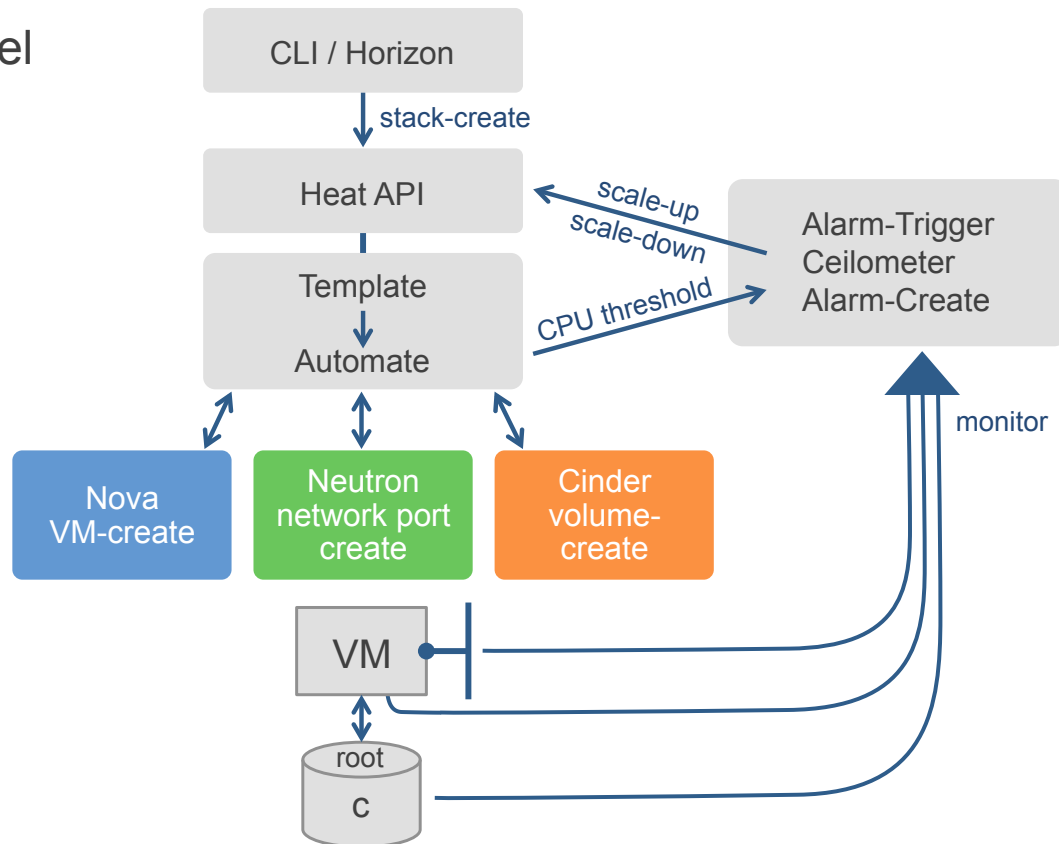 el
CLI / Horizon
stack-create
Heat API
scale-up
scale-down
Alarm-Trigger
Ceilometer
Alarm-Create
Template
Automate
CPU threshold
monitor
Nova
VM-create
Neutron
network port
create
Cinder
volume-
create
VM
root
c